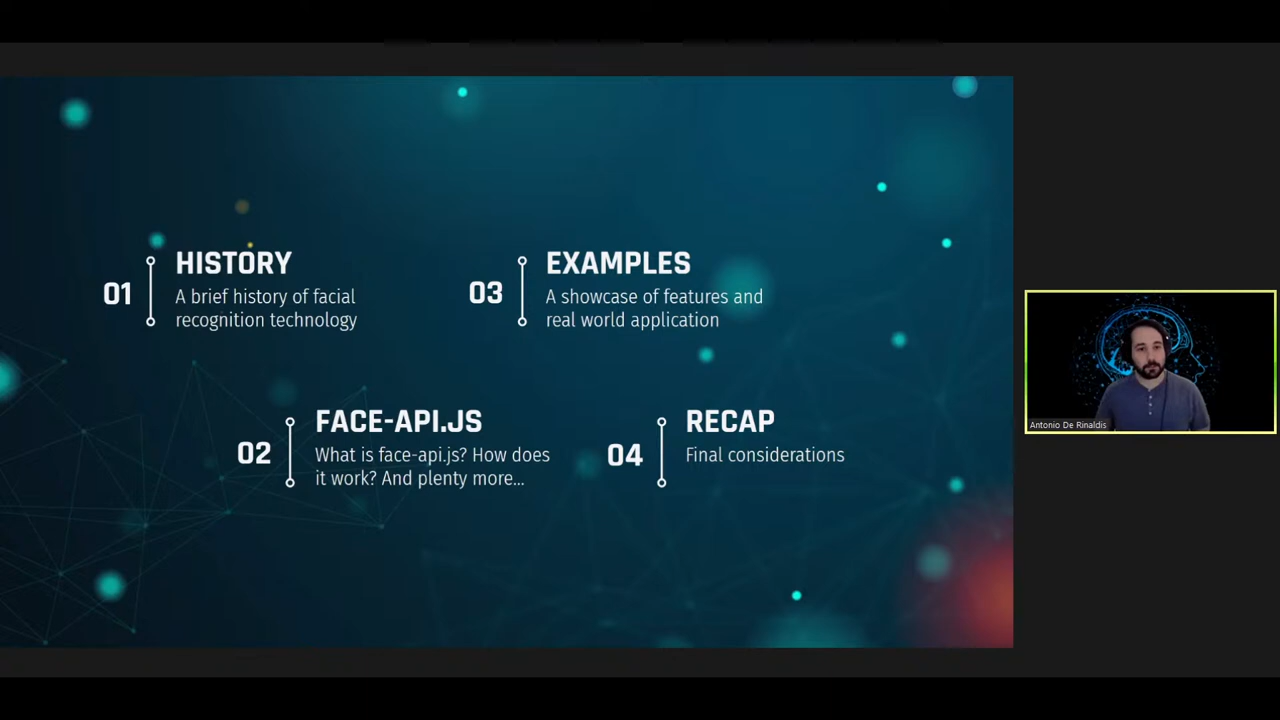 01
HISTORY
A brief history of facial
recognition technology
02
FACE-API.JS
What is face-api.js? How does
it work? And plenty more...
03
EXAMPLES
A showcase of features and
real world application
04
RECAP
Final considerations
Antonio De Rinaldis